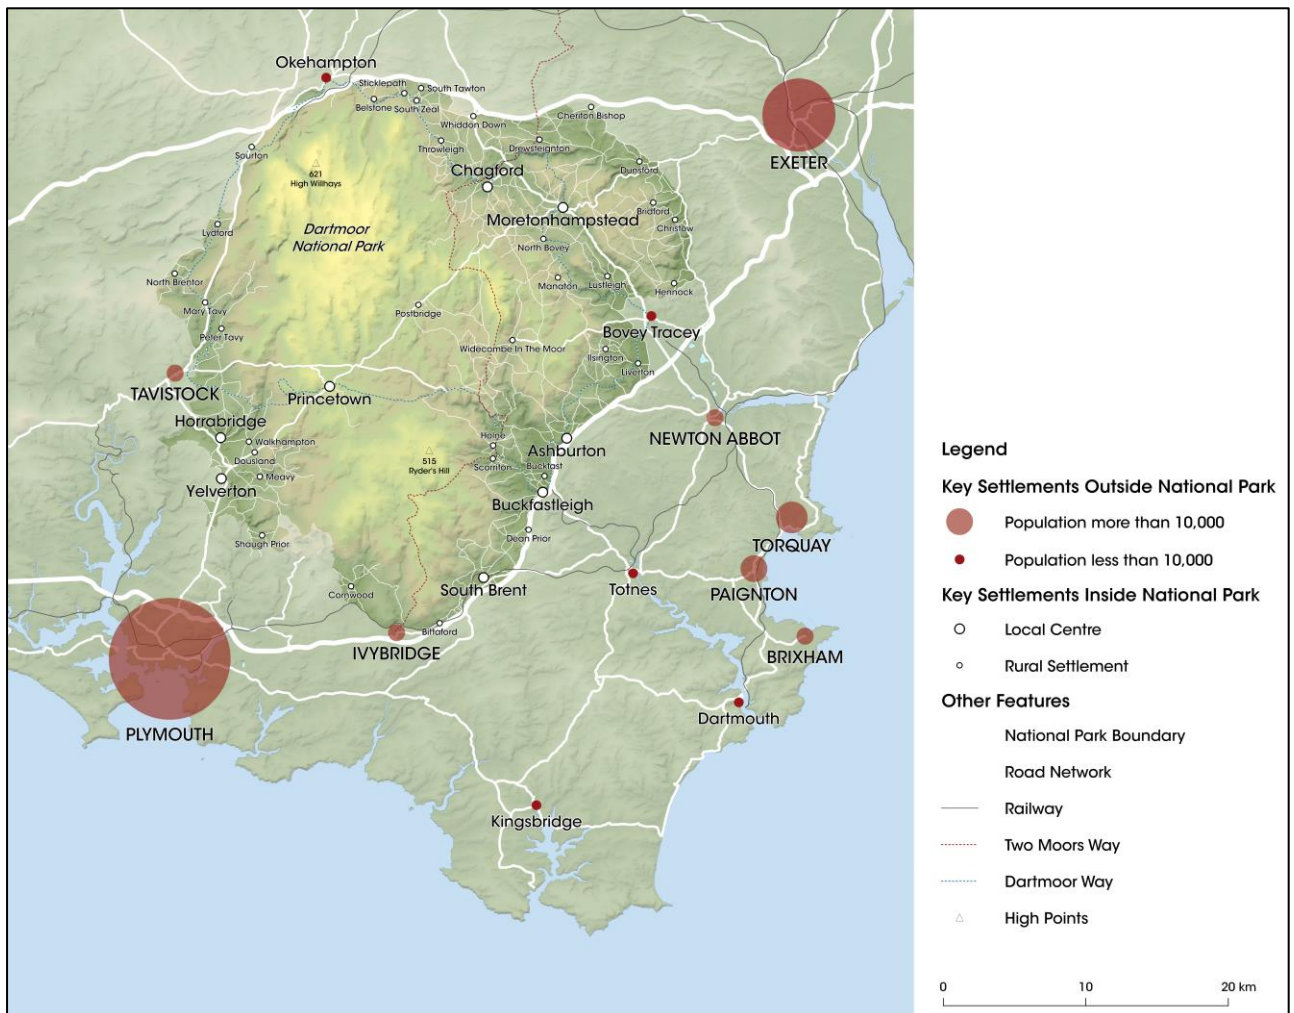 Okehampton
Sticklepath
South Tawton
Belstone
South Zeal
Cheriton Bishop
Whiddon Down
EXETER
Throwleigh
Drewsteignton
Sourton
621
High Willhays
Chagford
Dunsford
Moretonhampstead
Bridford
Christow
Dartmoor
National Park
Lydford
North Bovey
North Brentor
Manaton
Lustleigh
Hennock
Mary Tavy
Postbridge
Peter Tavy
Bovey Tracey
Widecombe In The Moor
Ilsington
Liverton
TAVISTOCK
Princetown
Horrabridge
NEWTON ABBOT
Walkhampton
Holne
Ashburton
Dousland
515
Ryder's Hill
Scorriton
Buckfast
Meavy
Yelverton
Buckfastleigh
Dean Prior
TORQUAY
Shaugh Prior
South Brent
Totnes
PAIGNTON
Cornwood
Bittaford
IVYBRIDGE
BRIXHAM
PLYMOUTH
Dartmouth
Kingsbridge
Legend
Key Settlements Outside National Park
Population more than 10,000
Population less than 10,000
Key Settlements Inside National Park
Local Centre
Rural Settlement
Other Features
National Park Boundary
Road Network
Railway
Two Moors Way
Dartmoor Way
High Points
0 10 20 km